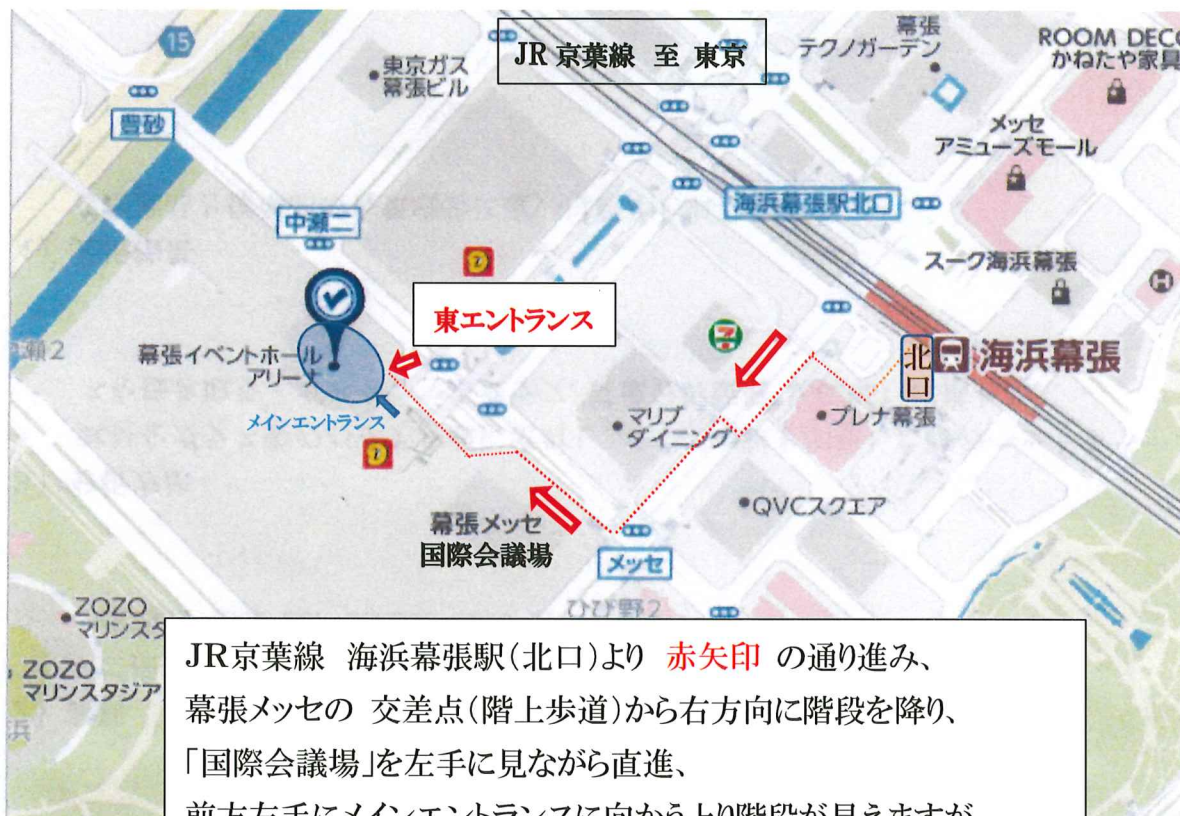 15
JR 京葉線 至 東京
幕張
テクノガーデン
ROOM DECO
かねたや家具
東京ガス
幕張ビル
豊砂
メッセ
アミューズモール
海浜幕張駅北口
中瀬二
スーク海浜幕張
H
東エントランス
7
北口
海浜幕張
瀬2
幕張イベントホール
アリーナ
メインエントランス
マリブ
ダイニング
プレナ幕張
QVCスクエア
幕張メッセ
国際会議場
メッセ
ひび野2
ZOZO
マリンスタ
ZOZO
マリンスタジア
浜
JR京葉線 海浜幕張駅(北口)より 赤矢印 の通り進み、
幕張メッセの 交差点(階上歩道)から右方向に階段を降り、
「国際会議場」を左手に見ながら直進、